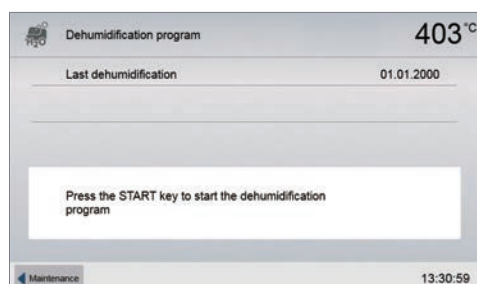 H2O Dehumidification program 403 °C
Last dehumidification 01.01.2000
Press the START key to start the dehumidification
program
Maintenance 13:30:59